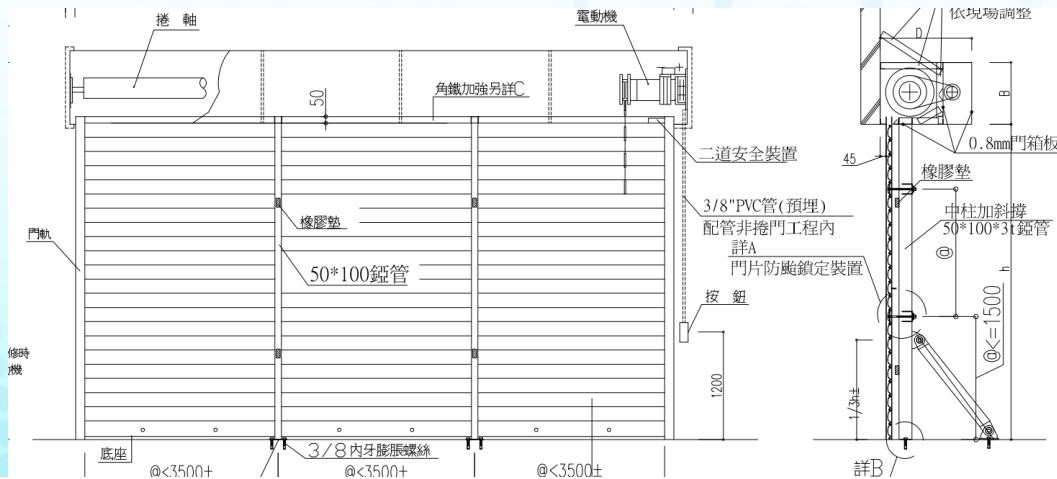 捲 軸
電動機
依現場調整
D
B
50
角鐵加強另詳C
二道安全裝置
0.8mm門箱板
45
橡膠墊
橡膠墊
3/8"PVC管(預埋)
配管非捲門工程內
詳A
門片防颱鎖定裝置
中柱加斜撐
50*100*3t錏管
門軌
50*100錏管
@
h
按 鈕
@<=1500
修時
機
1200
1/3h±
底座
3/8內牙膨脹螺絲
@<3500±
@<3500±
@<3500±
詳B